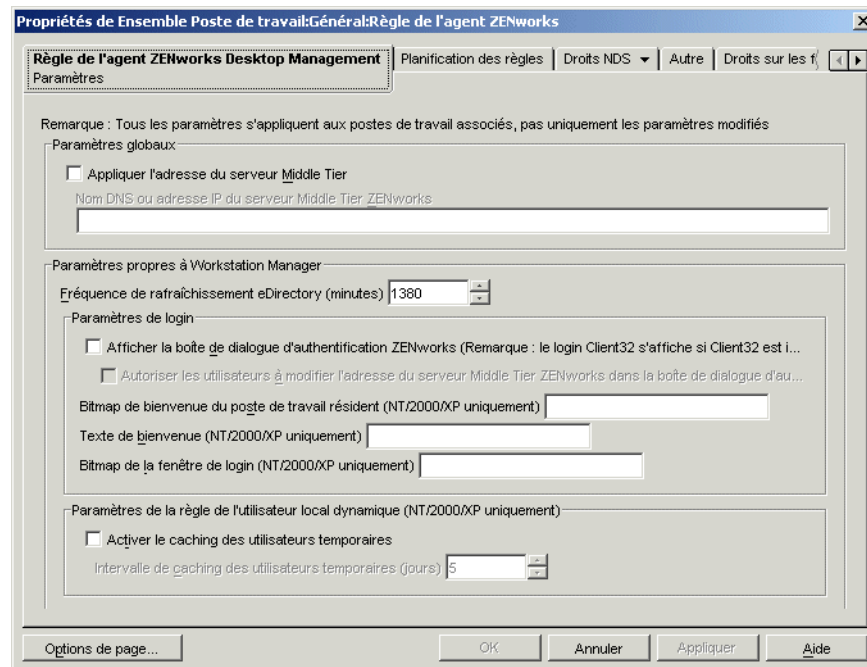 Propriétés de Ensemble Poste de travail:Général:Règle de l'agent ZENworks
Règle de l'agent ZENworks Desktop Management
Planification des règles
Droits NDS
Autre
Droits sur les f
Paramètres
Remarque : Tous les paramètres s'appliquent aux postes de travail associés, pas uniquement les paramètres modifiés
Paramètres globaux
Appliquer l'adresse du serveur Middle Tier
Nom DNS ou adresse IP du serveur Middle Tier ZENworks
Paramètres propres à Workstation Manager
Fréquence de rafraîchissement eDirectory (minutes) 1380
Paramètres de login
Afficher la boîte de dialogue d'authentification ZENworks (Remarque : le login Client32 s'affiche si Client32 est i...
Autoriser les utilisateurs à modifier l'adresse du serveur Middle Tier ZENworks dans la boîte de dialogue d'au...
Bitmap de bienvenue du poste de travail résident (NT/2000/XP uniquement)
Texte de bienvenue (NT/2000/XP uniquement)
Bitmap de la fenêtre de login (NT/2000/XP uniquement)
Paramètres de la règle de l'utilisateur local dynamique (NT/2000/XP uniquement)
Activer le caching des utilisateurs temporaires
Intervalle de caching des utilisateurs temporaires (jours) 5
Options de page...
OK
Annuler
Appliquer
Aide